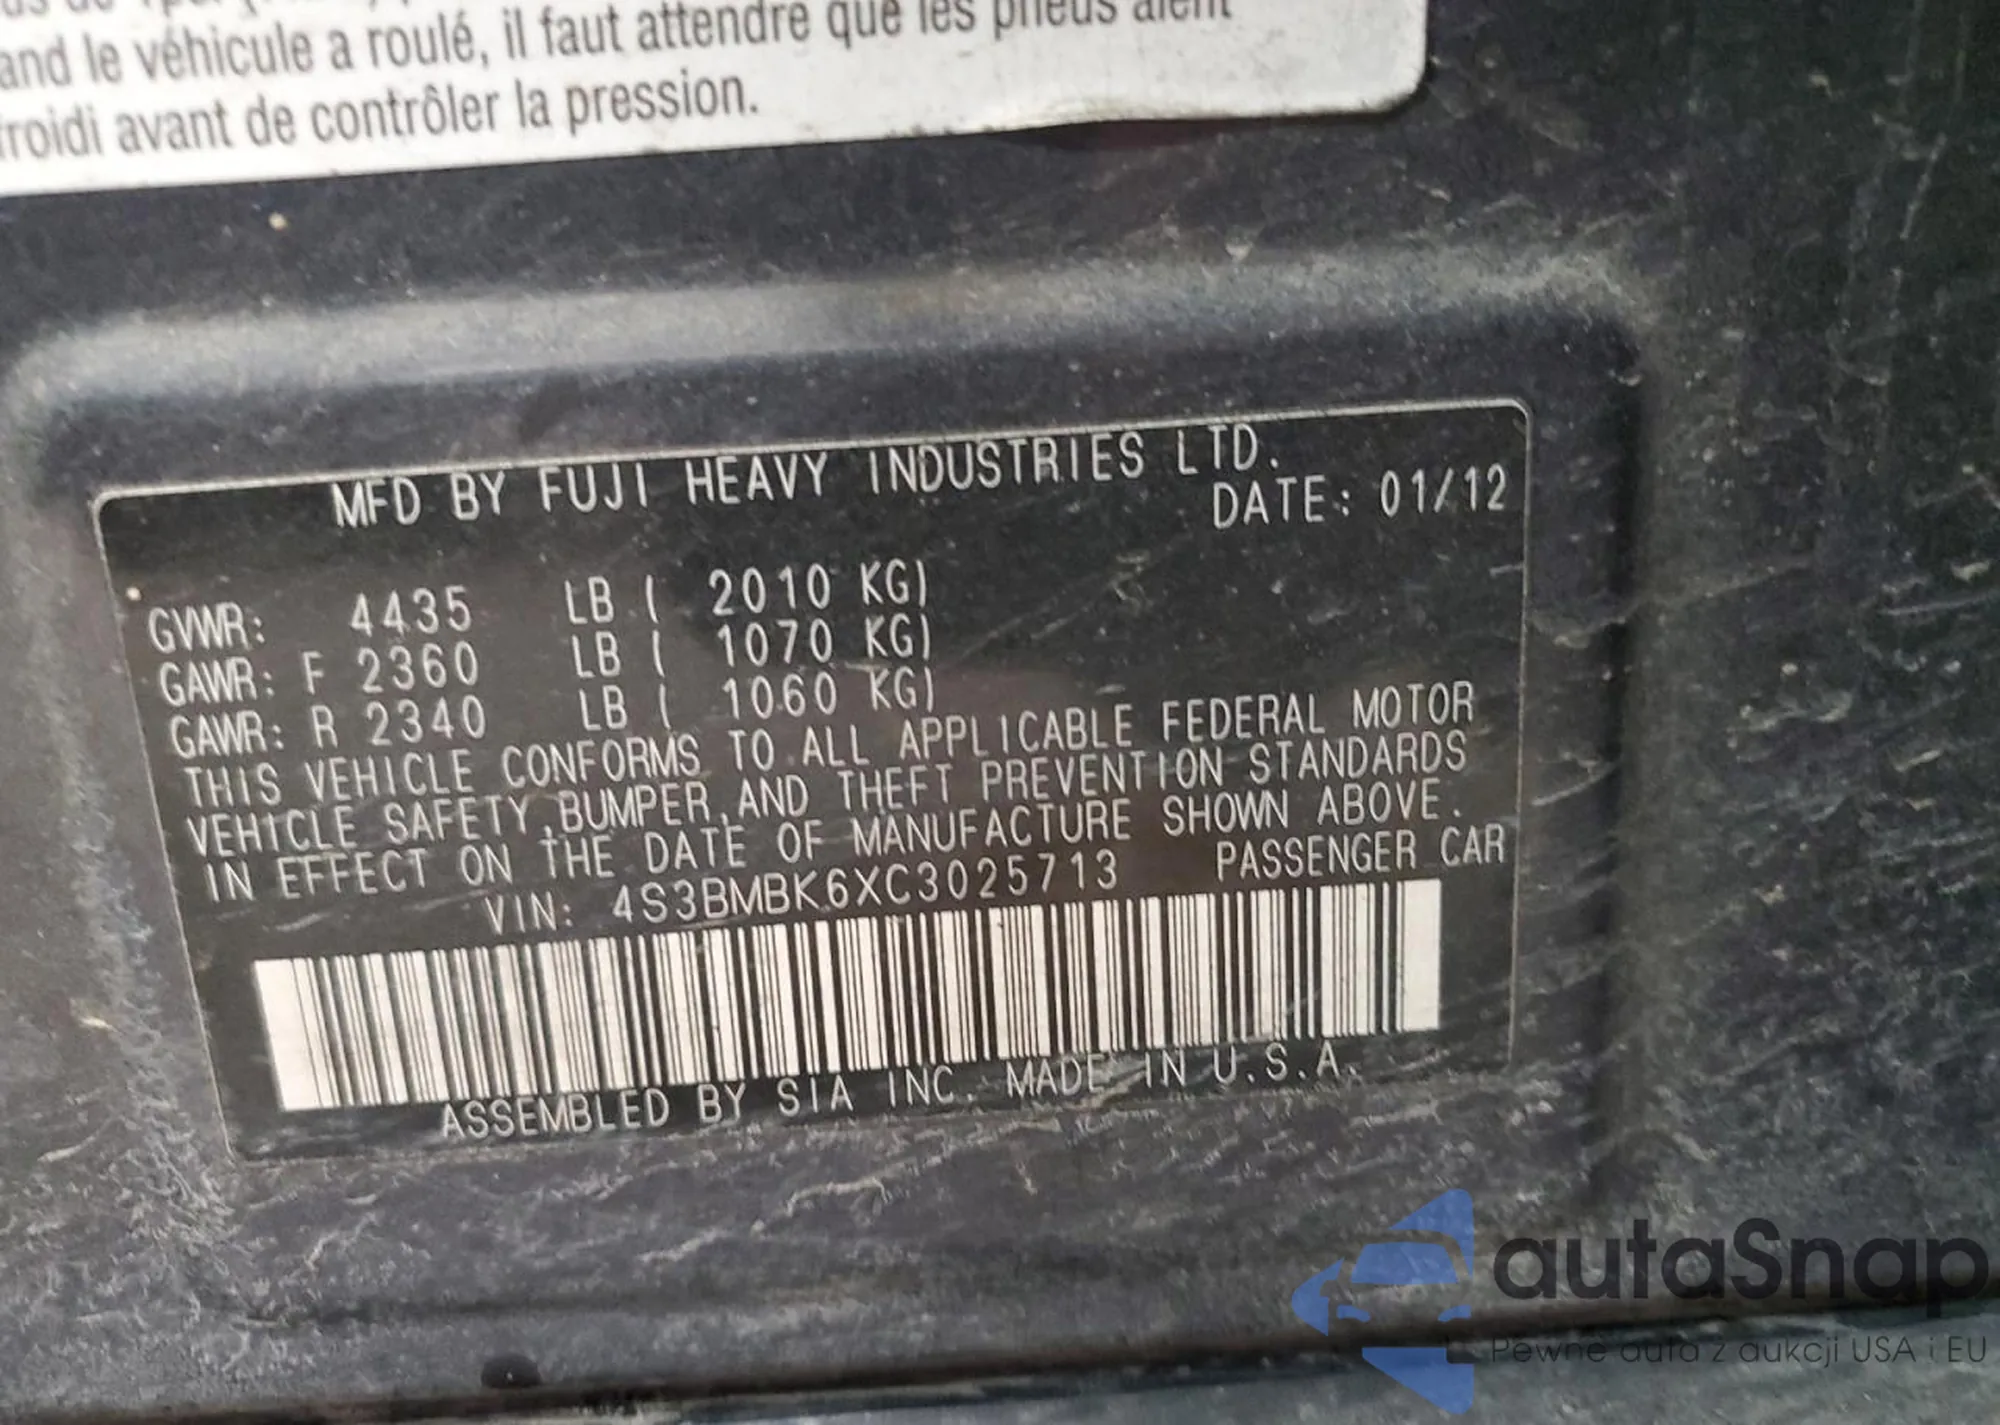 and le véhicule a roulé, il faut attendre que les pneus aient
froidi avant de contrôler la pression.
MFD BY FUJI HEAVY INDUSTRIES LTD.
DATE: 01/12
GVWR: 4435 LB ( 2010 KG)
GAWR: F 2360 LB ( 1070 KG)
GAWR: R 2340 LB ( 1060 KG)
THIS VEHICLE CONFORMS TO ALL APPLICABLE FEDERAL MOTOR
VEHICLE SAFETY, BUMPER, AND THEFT PREVENTION STANDARDS
IN EFFECT ON THE DATE OF MANUFACTURE SHOWN ABOVE.
VIN: 4S3BMBK6XC3025713 PASSENGER CAR
ASSEMBLED BY SIA INC. MADE IN U.S.A.
autaSnap
Pewne auta z aukcji USA i EU